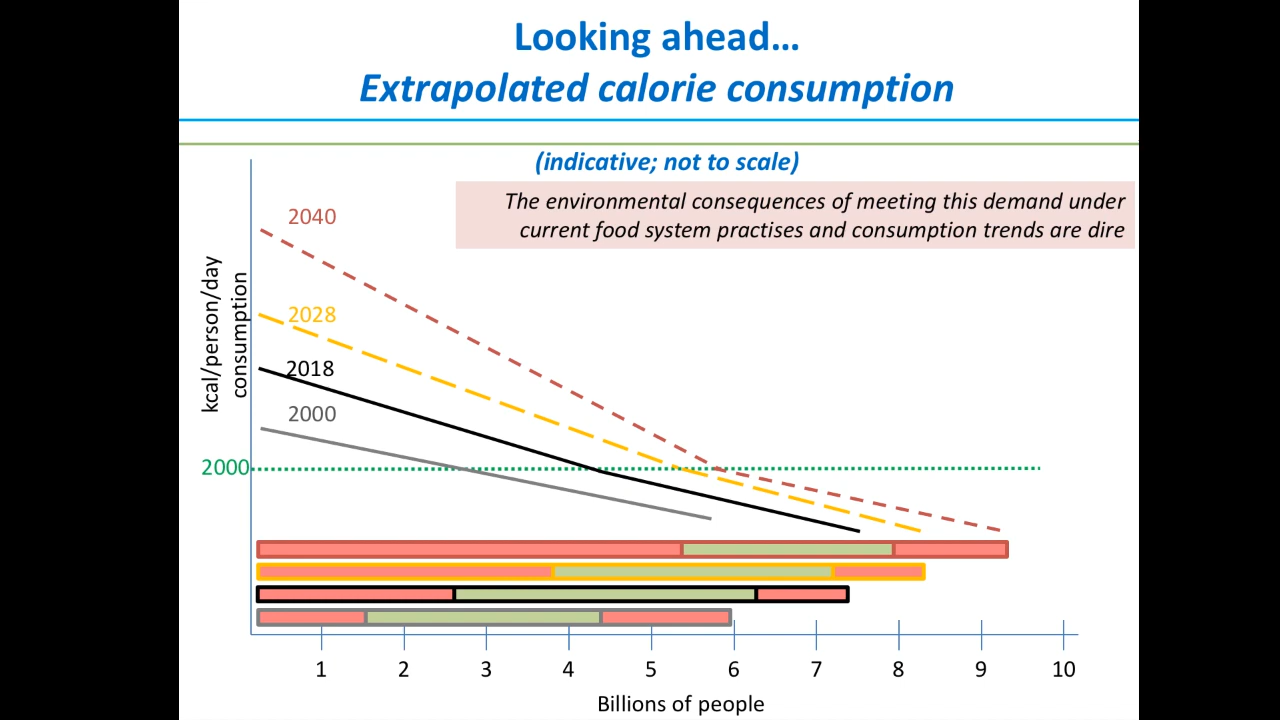 Looking ahead…
Extrapolated calorie consumption
(indicative; not to scale)
The environmental consequences of meeting this demand under
current food system practises and consumption trends are dire
kcal/person/day
consumption
2040
2028
2018
2000
2000
1 2 3 4 5 6 7 8 9 10
Billions of people